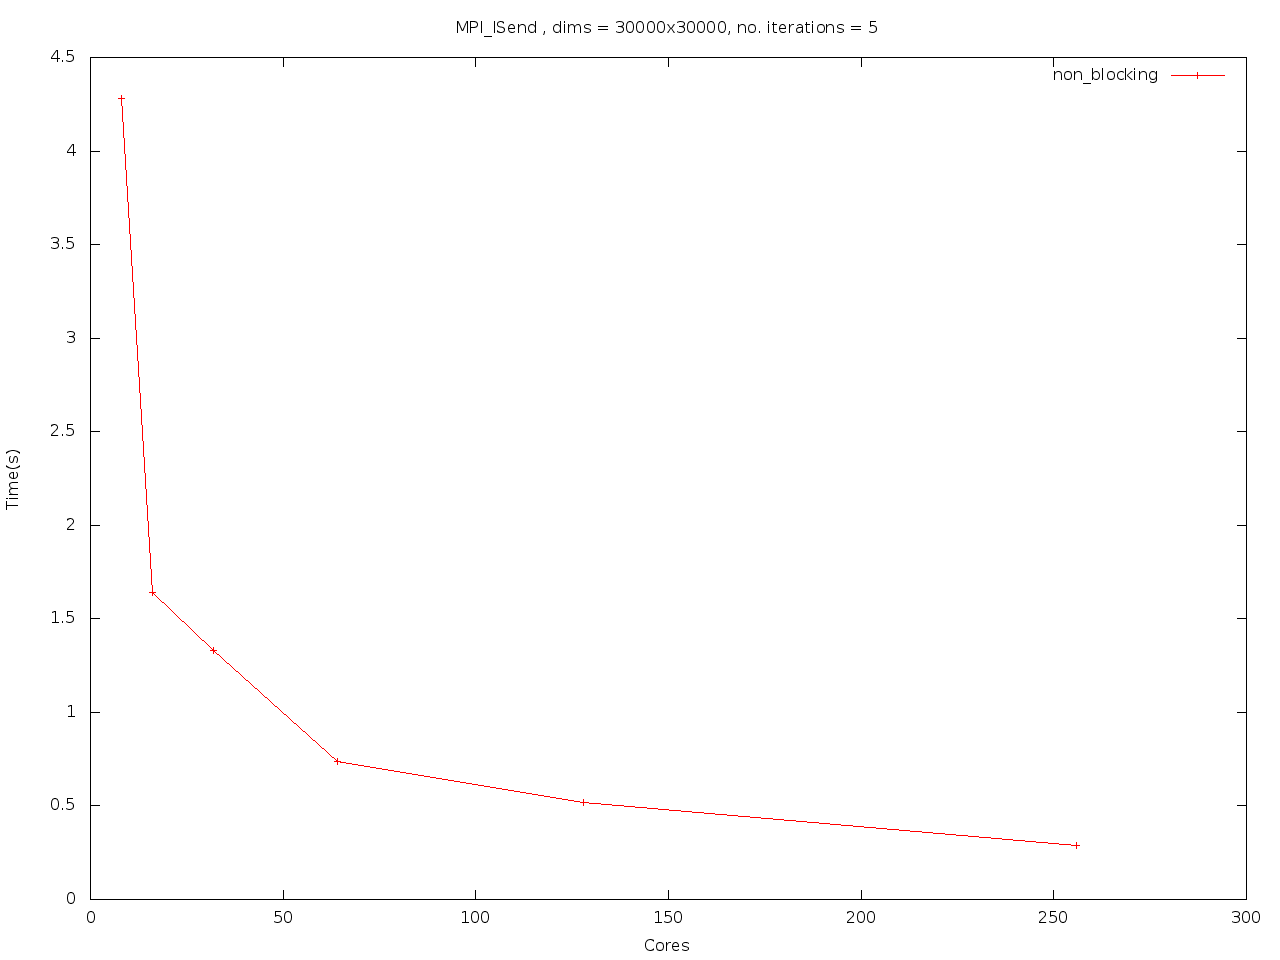 MPI_ISend , dims = 30000x30000, no. iterations = 5
non_blocking
4.5
4
3.5
3
2.5
2
1.5
1
0.5
0
Time(s)
0 50 100 150 200 250 300
Cores